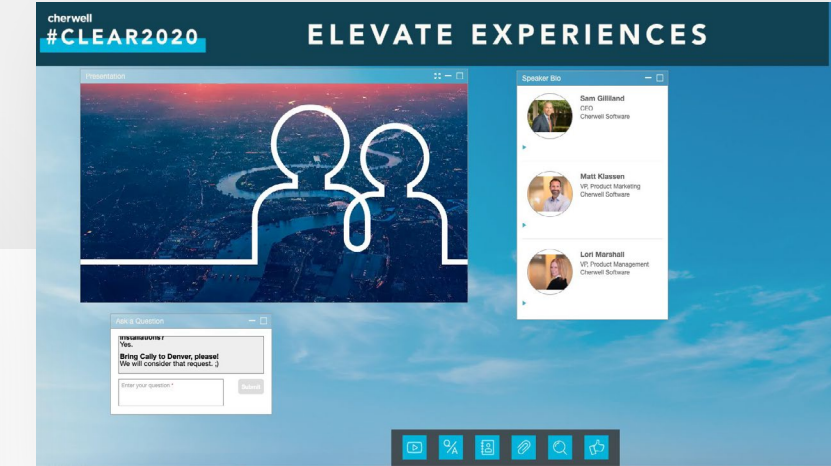 cherwell
#CLEAR2020
ELEVATE EXPERIENCES
Presentation
Speaker Bio
Sam Gilliland
CEO
Cherwell Software
Matt Klassen
VP, Product Marketing
Cherwell Software
Lori Marshall
VP, Product Management
Cherwell Software
Ask a Question
installations?
Yes.
Bring Cally to Denver, please!
We will consider that request. ;)
Enter your question *
Submit
Q/A